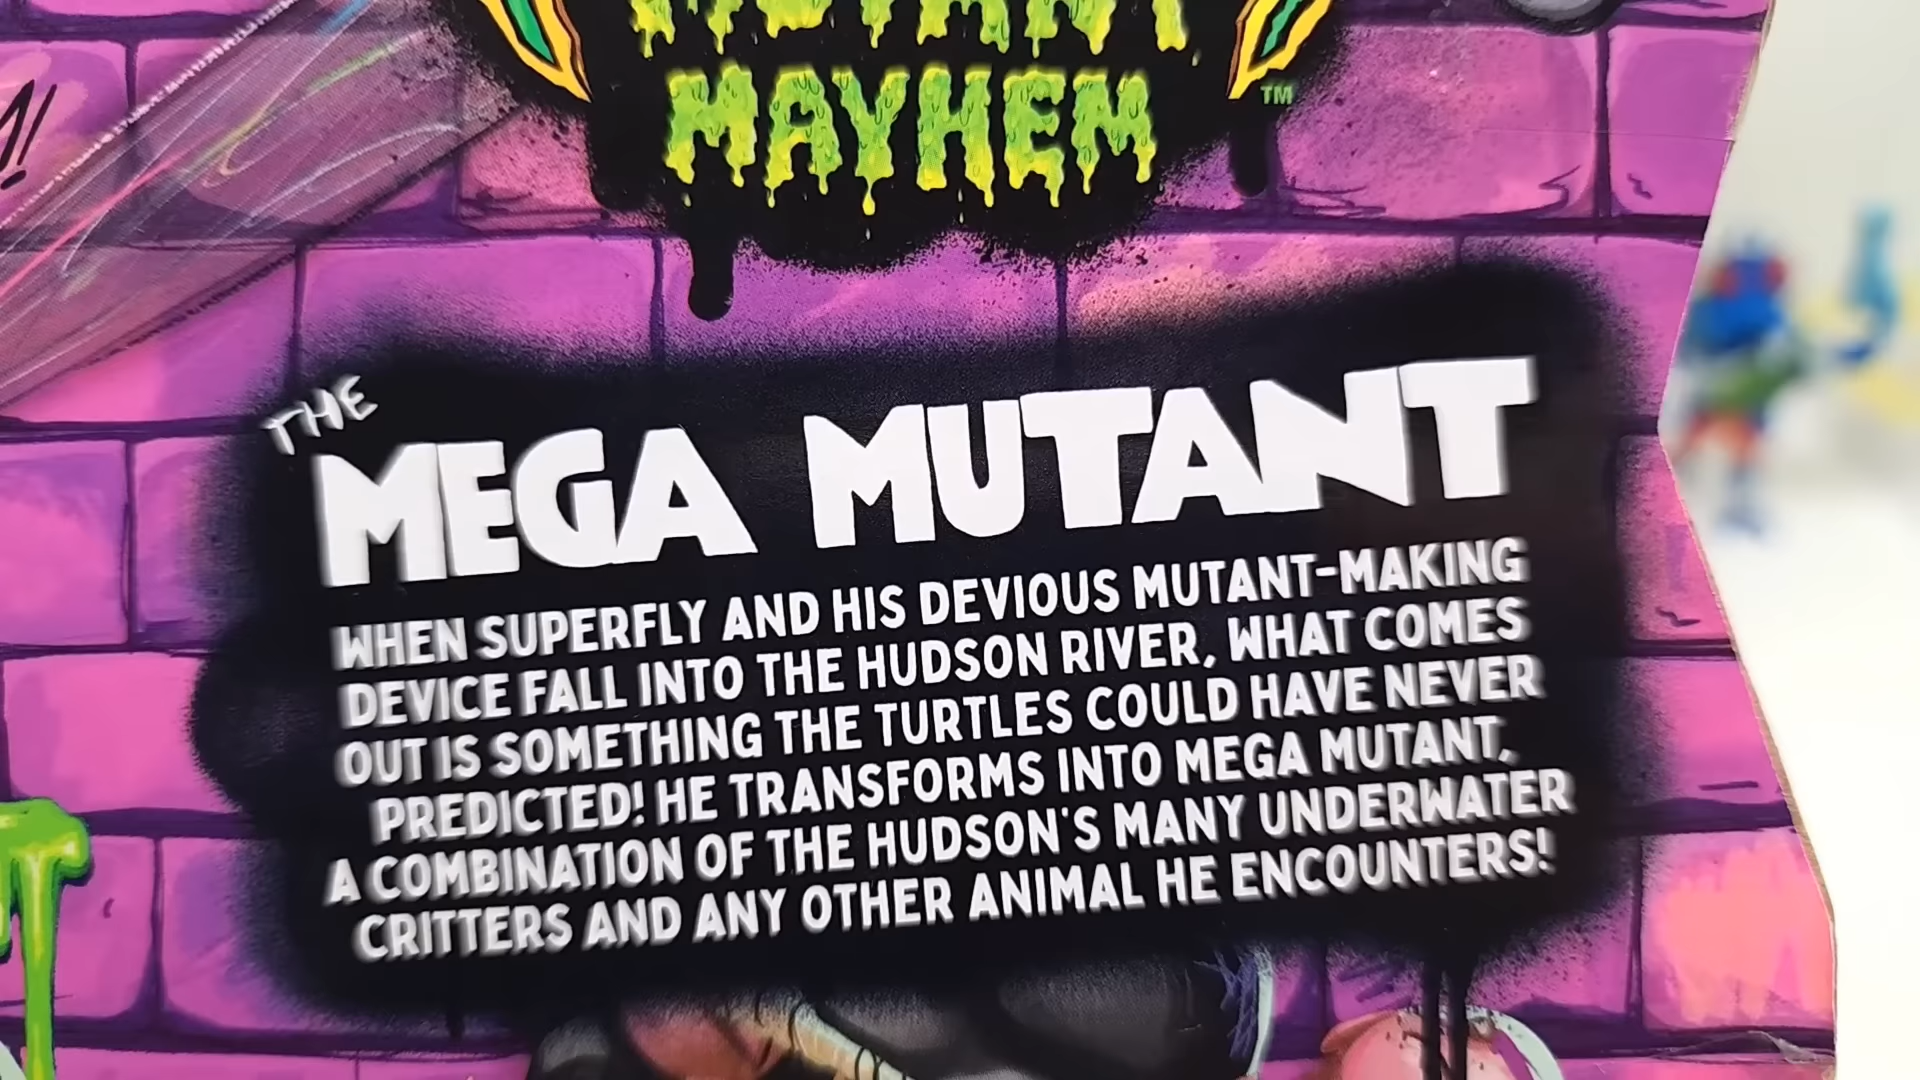 MUTANT
MAYHEM
TM
THE
MEGA MUTANT
WHEN SUPERFLY AND HIS DEVIOUS MUTANT-MAKING
DEVICE FALL INTO THE HUDSON RIVER, WHAT COMES
OUT IS SOMETHING THE TURTLES COULD HAVE NEVER
PREDICTED! HE TRANSFORMS INTO MEGA MUTANT,
A COMBINATION OF THE HUDSON'S MANY UNDERWATER
CRITTERS AND ANY OTHER ANIMAL HE ENCOUNTERS!